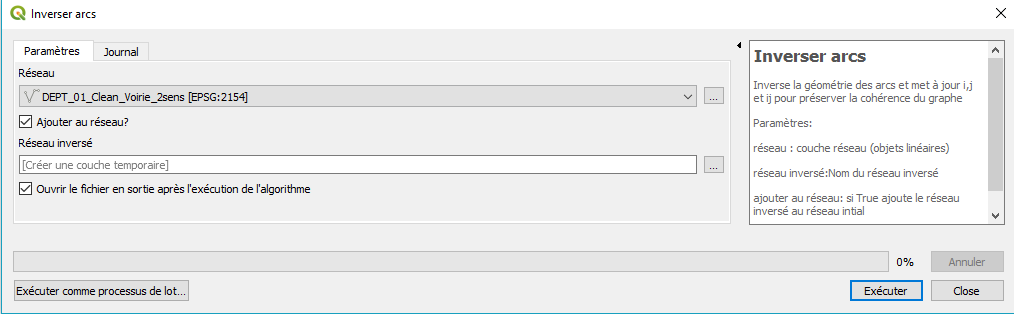 Inverser arcs
Paramètres
Journal
Réseau
DEPT_01_Clean_Voirie_2sens [EPSG:2154]
...
Ajouter au réseau?
Réseau inversé
[Créer une couche temporaire]
...
Ouvrir le fichier en sortie après l'exécution de l'algorithme
Inverser arcs
Inverse la géométrie des arcs et met à jour i,j
et ij pour préserver la cohérence du graphe
Paramètres:
réseau : couche réseau (objets linéaires)
réseau inversé:Nom du réseau inversé
ajouter au réseau: si True ajoute le réseau
inversé au réseau intial
0%
Annuler
Exécuter comme processus de lot...
Exécuter
Close